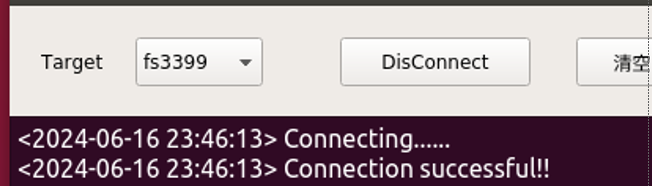 Target fs3399 DisConnect 清空
<2024-06-16 23:46:13> Connecting......
<2024-06-16 23:46:13> Connection successful!!